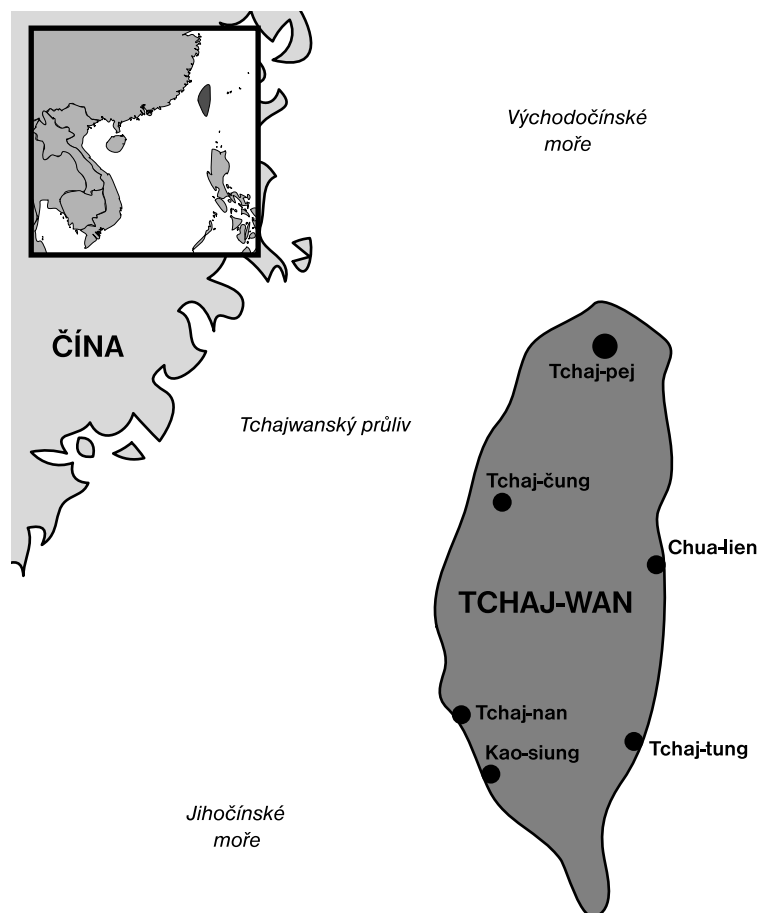 Východočínské
moře
ČÍNA
Tchaj-pej
Tchajwanský průliv
Tchaj-čung
Chua-lien
TCHAJ-WAN
Tchaj-nan
Tchaj-tung
Kao-siung
Jihočínské
moře